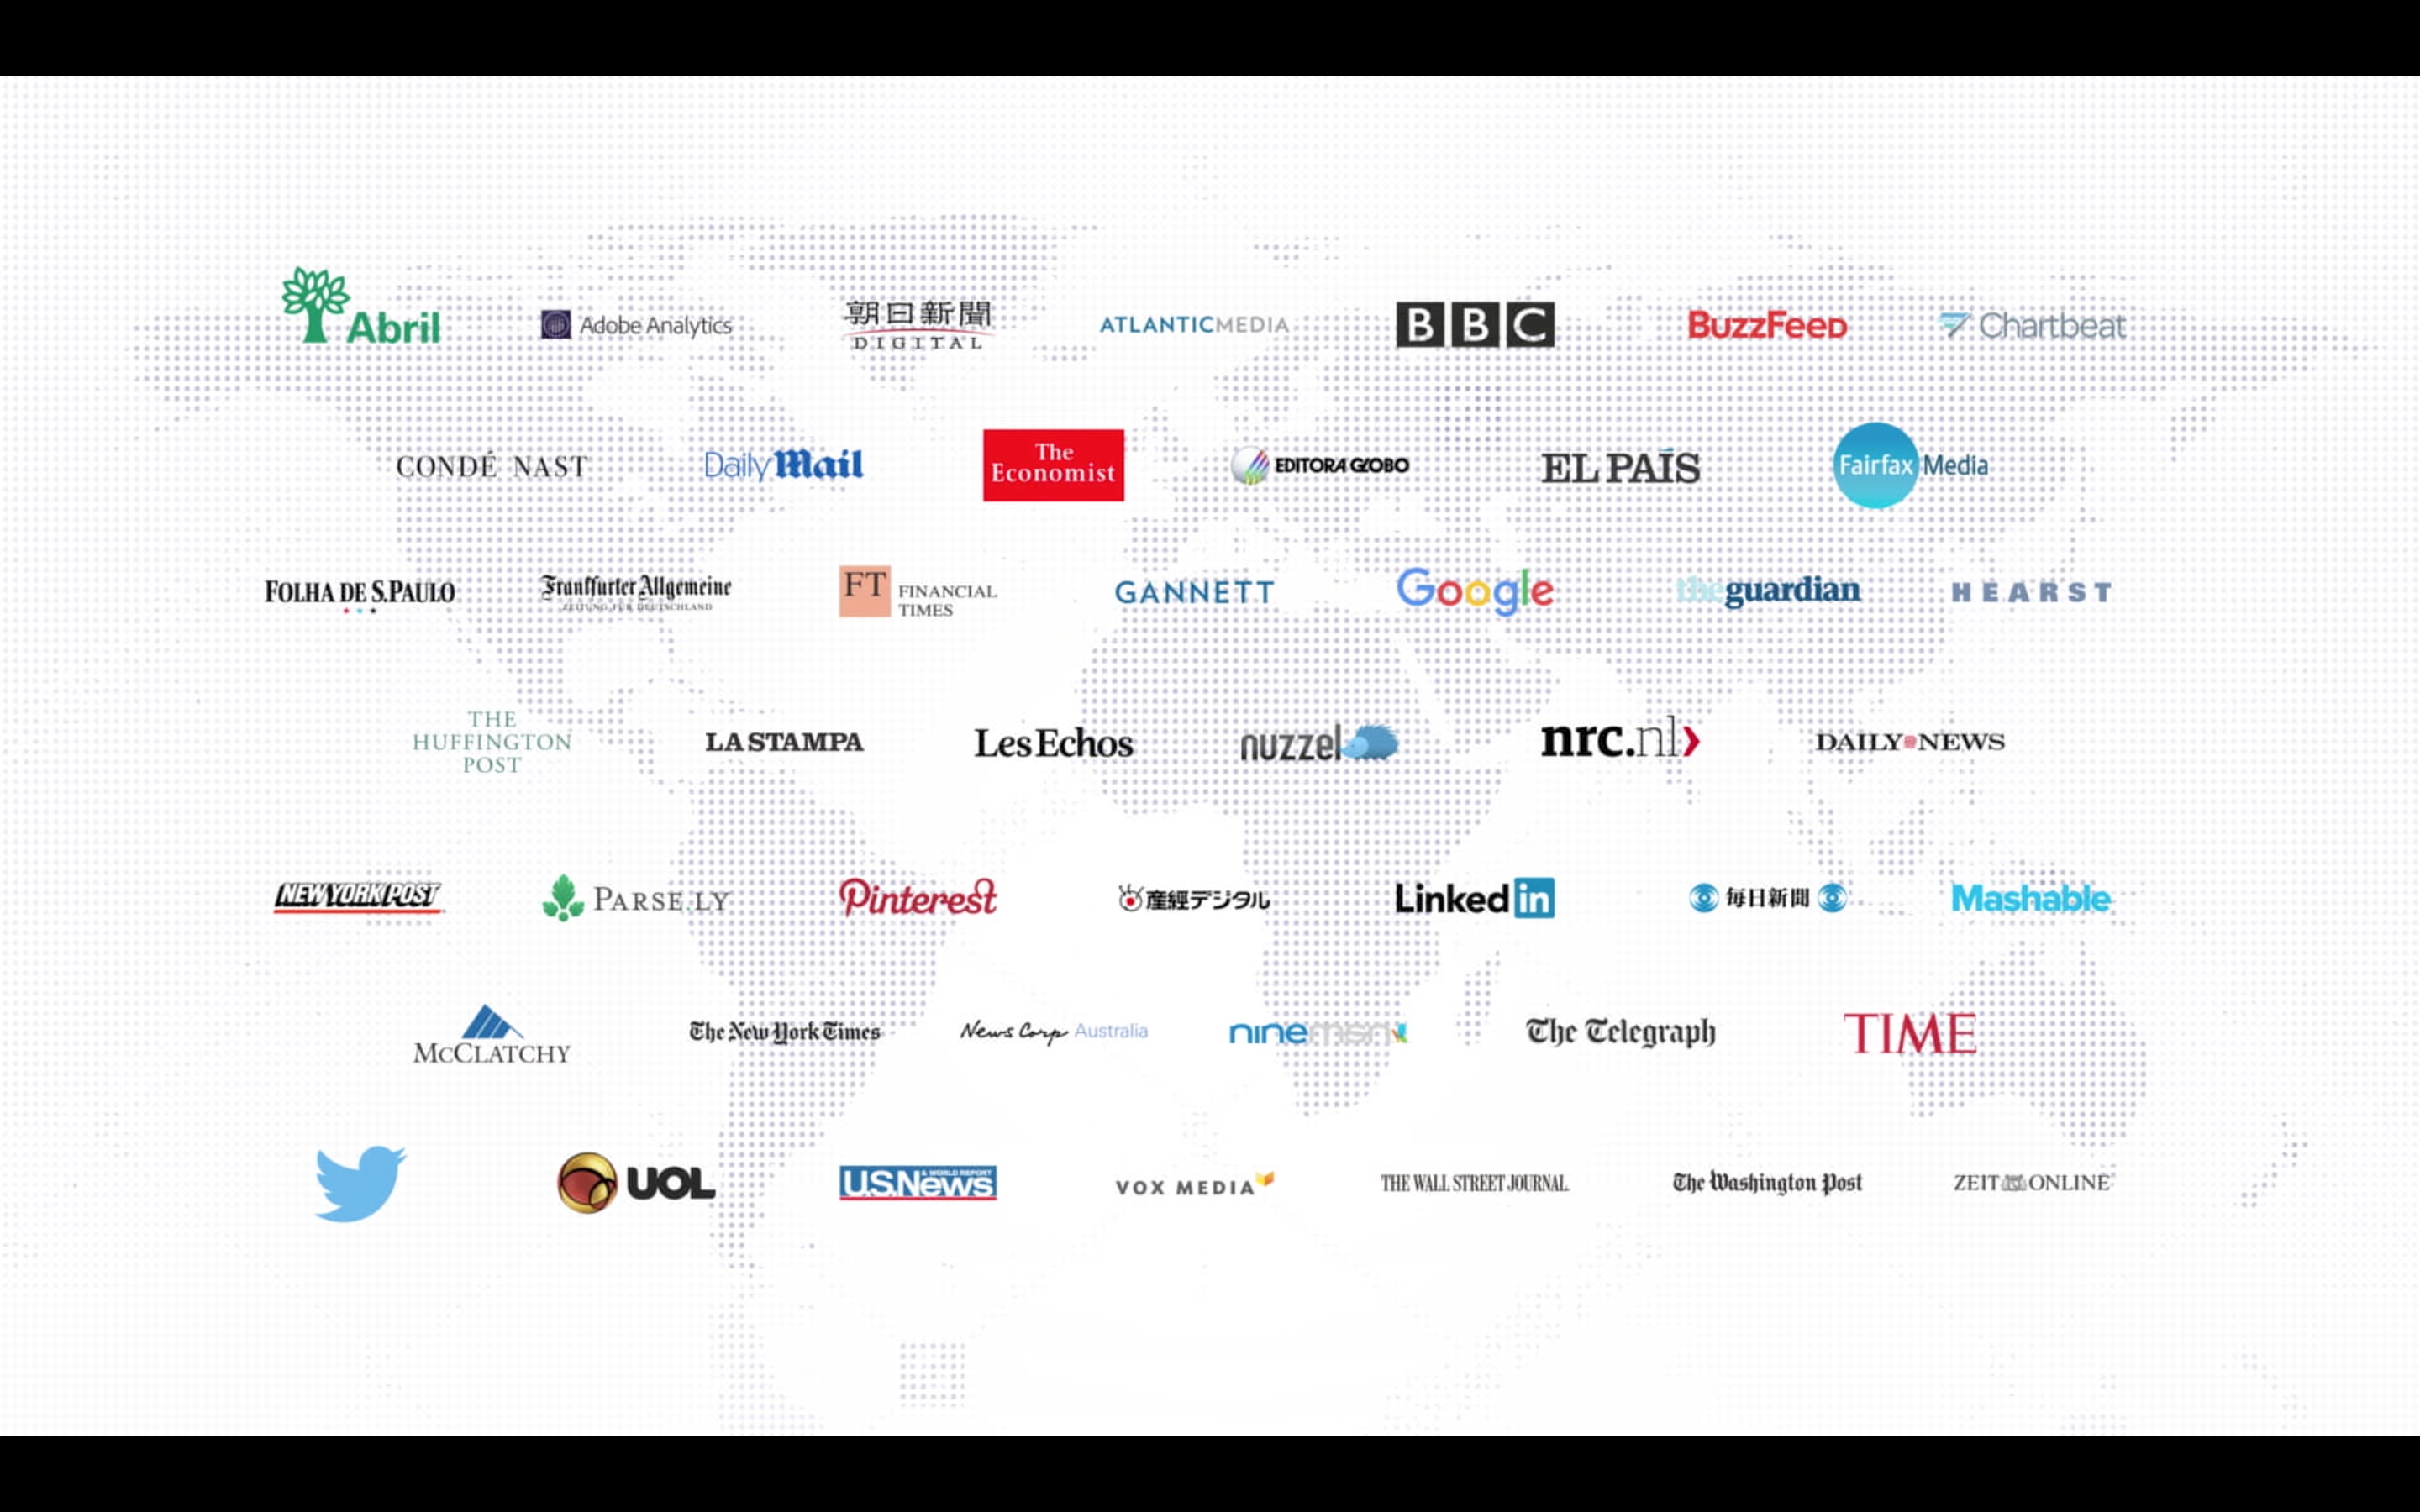 Abril
Adobe Analytics
朝日新聞
DIGITAL
ATLANTICMEDIA
BBC
BuzzFeed
Chartbeat
CONDÉ NAST
Daily Mail
The
Economist
EDITORA GLOBO
EL PAÍS
Fairfax Media
FOLHA DE S.PAULO
Frankfurter Allgemeine
ZEITUNG FÜR DEUTSCHLAND
FT FINANCIAL
TIMES
GANNETT
Google
theguardian
HEARST
THE
HUFFINGTON
POST
LA STAMPA
Les Echos
nuzzel
nrc.nl>
DAILY NEWS
NEW YORK POST
PARSE.LY
Pinterest
産経デジタル
Linked in
毎日新聞
Mashable
MCCLATCHY
The New York Times
News Corp Australia
ninemsn
The Telegraph
TIME
UOL
U.S.News
& WORLD REPORT
VOX MEDIA
THE WALL STREET JOURNAL.
The Washington Post
ZEIT ONLINE